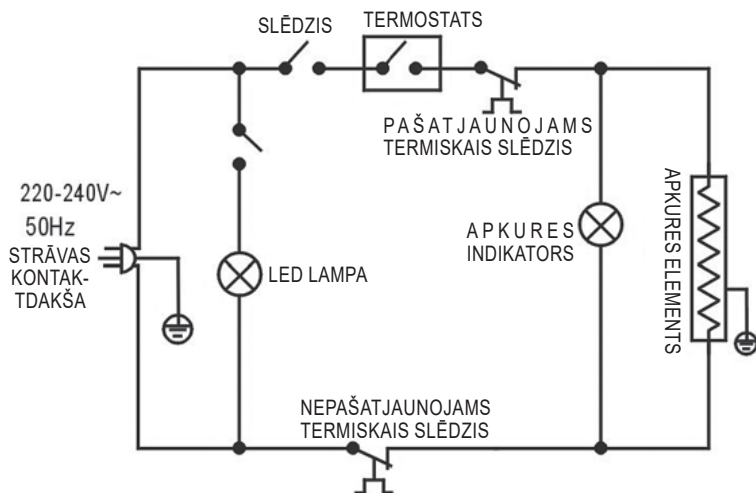 SLĒDZIS
TERMOSTATS
PAŠATJAUNOJAMS
TERMISKAIS SLĒDZIS
220-240V~
50Hz
STRĀVAS
KONTAK-
TDAKŠA
LED LAMPA
APKURES
INDIKATORS
APKURES ELEMENTS
NEPAŠATJAUNOJAMS
TERMISKAIS SLĒDZIS